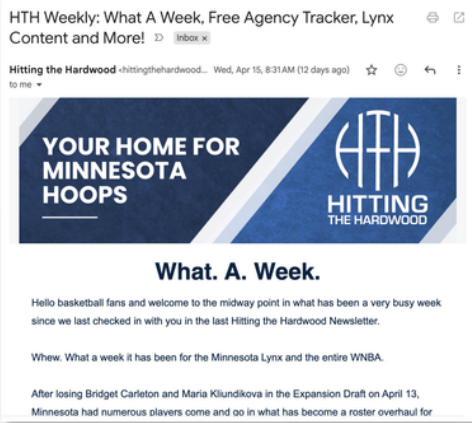 HTH Weekly: What A Week, Free Agency Tracker, Lynx
Content and More! Inbox ×
Hitting the Hardwood <hittingthehardwood... Wed, Apr 15, 8:31 AM (12 days ago)
to me
YOUR HOME FOR
MINNESOTA
HOOPS
HTH
HITTING
THE HARDWOOD
What. A. Week.
Hello basketball fans and welcome to the midway point in what has been a very busy week
since we last checked in with you in the last Hitting the Hardwood Newsletter.
Whew. What a week it has been for the Minnesota Lynx and the entire WNBA.
After losing Bridget Carleton and Maria Kliundikova in the Expansion Draft on April 13,
Minnesota had numerous players come and go in what has become a roster overhaul for